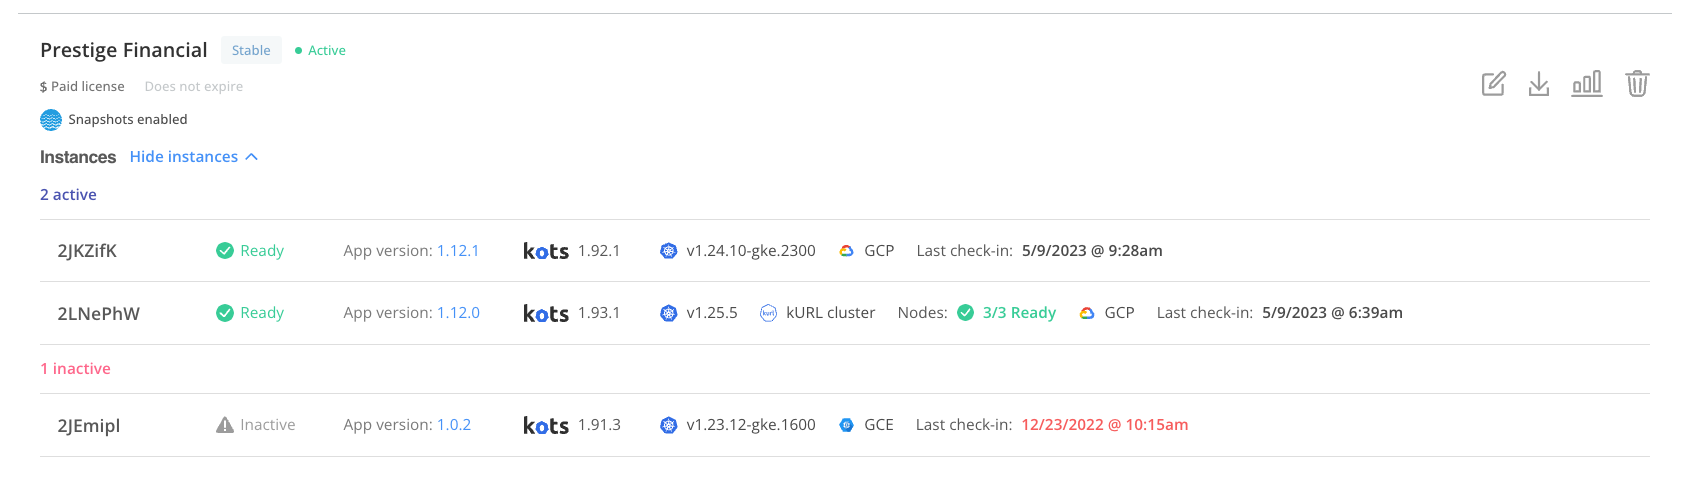 Prestige Financial Stable Active
$ Paid license Does not expire
Snapshots enabled
Instances Hide instances
2 active
2JKZifK Ready App version: 1.12.1 kots 1.92.1 v1.24.10-gke.2300 GCP Last check-in: 5/9/2023 @ 9:28am
2LNePhW Ready App version: 1.12.0 kots 1.93.1 v1.25.5 kurl kURL cluster Nodes: 3/3 Ready GCP Last check-in: 5/9/2023 @ 6:39am
1 inactive
2JEmipl Inactive App version: 1.0.2 kots 1.91.3 v1.23.12-gke.1600 GCE Last check-in: 12/23/2022 @ 10:15am